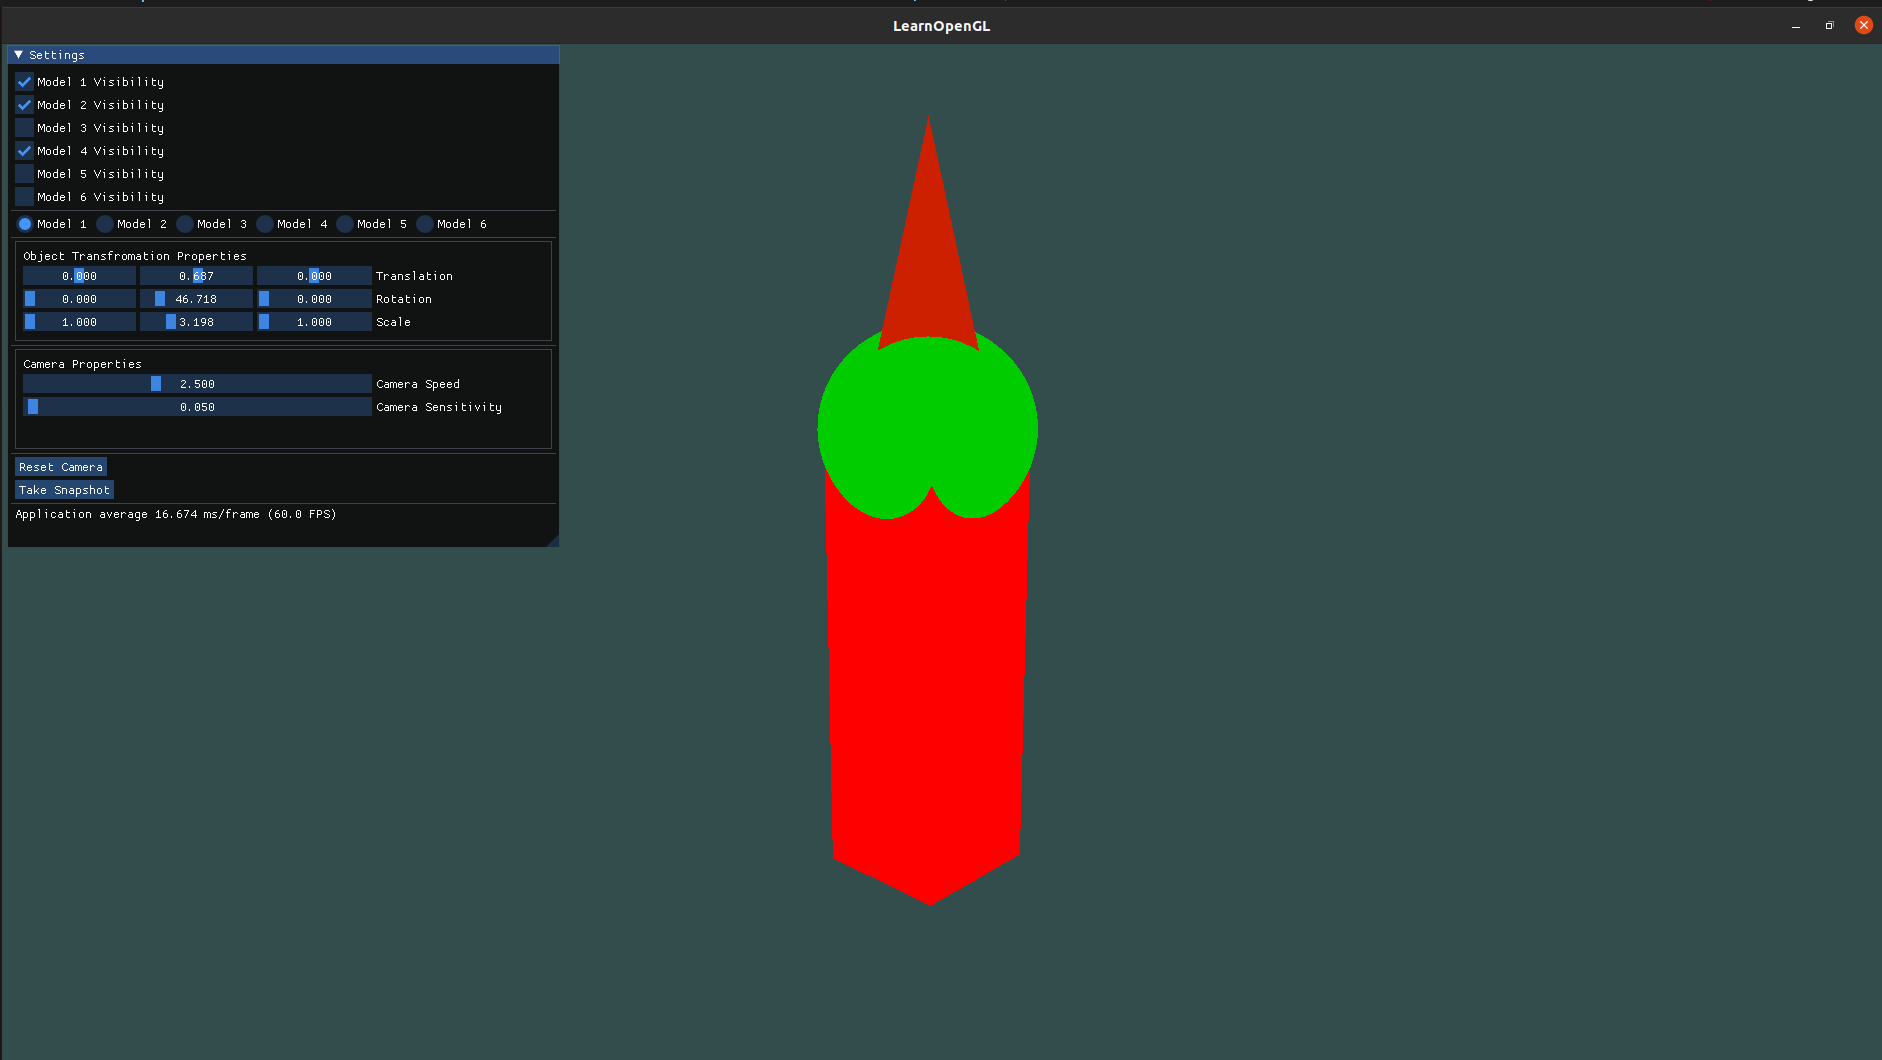 LearnOpenGL
Settings
Model 1 Visibility
Model 2 Visibility
Model 3 Visibility
Model 4 Visibility
Model 5 Visibility
Model 6 Visibility
Model 1 Model 2 Model 3 Model 4 Model 5 Model 6
Object Transfromation Properties
0.000 0.687 0.000 Translation
0.000 46.718 0.000 Rotation
1.000 3.198 1.000 Scale
Camera Properties
2.500 Camera Speed
0.050 Camera Sensitivity
Reset Camera
Take Snapshot
Application average 16.674 ms/frame (60.0 FPS)